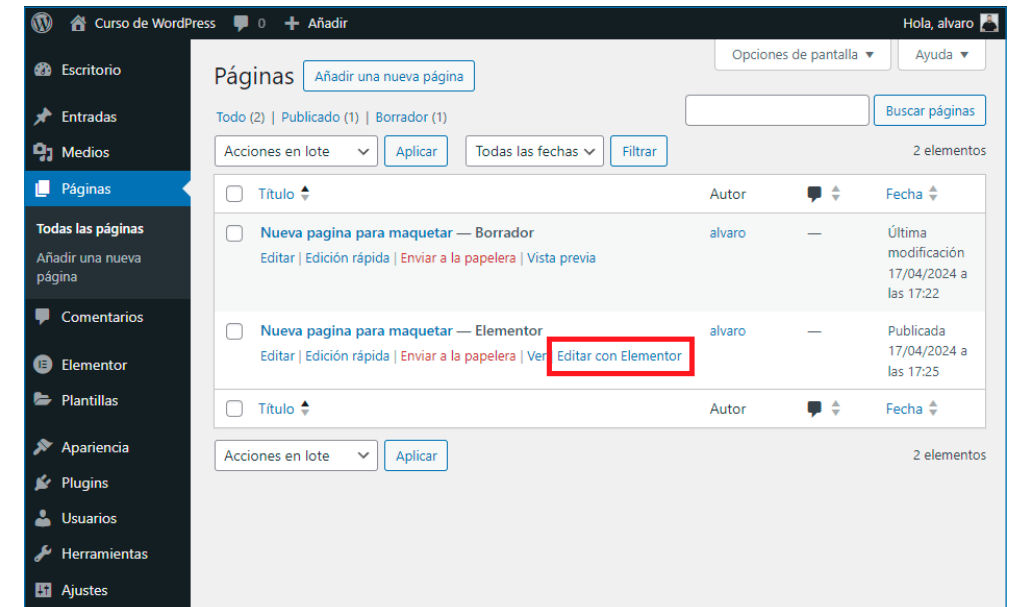 Curso de WordPress 0 Añadir Hola, alvaro
Opciones de pantalla Ayuda
Escritorio
Entradas
Medios
Páginas
Todas las páginas
Añadir una nueva
página
Comentarios
Elementor
Plantillas
Apariencia
Plugins
Usuarios
Herramientas
Ajustes
Páginas Añadir una nueva página
Todo (2) | Publicado (1) | Borrador (1)
Buscar páginas
Acciones en lote Aplicar Todas las fechas Filtrar 2 elementos
Título Autor Fecha
Nueva pagina para maquetar — Borrador alvaro — Última
modificación
17/04/2024 a
las 17:22
Editar | Edición rápida | Enviar a la papelera | Vista previa
Nueva pagina para maquetar — Elementor alvaro — Publicada
17/04/2024 a
las 17:25
Editar | Edición rápida | Enviar a la papelera | Ver Editar con Elementor
Título Autor Fecha
Acciones en lote Aplicar 2 elementos